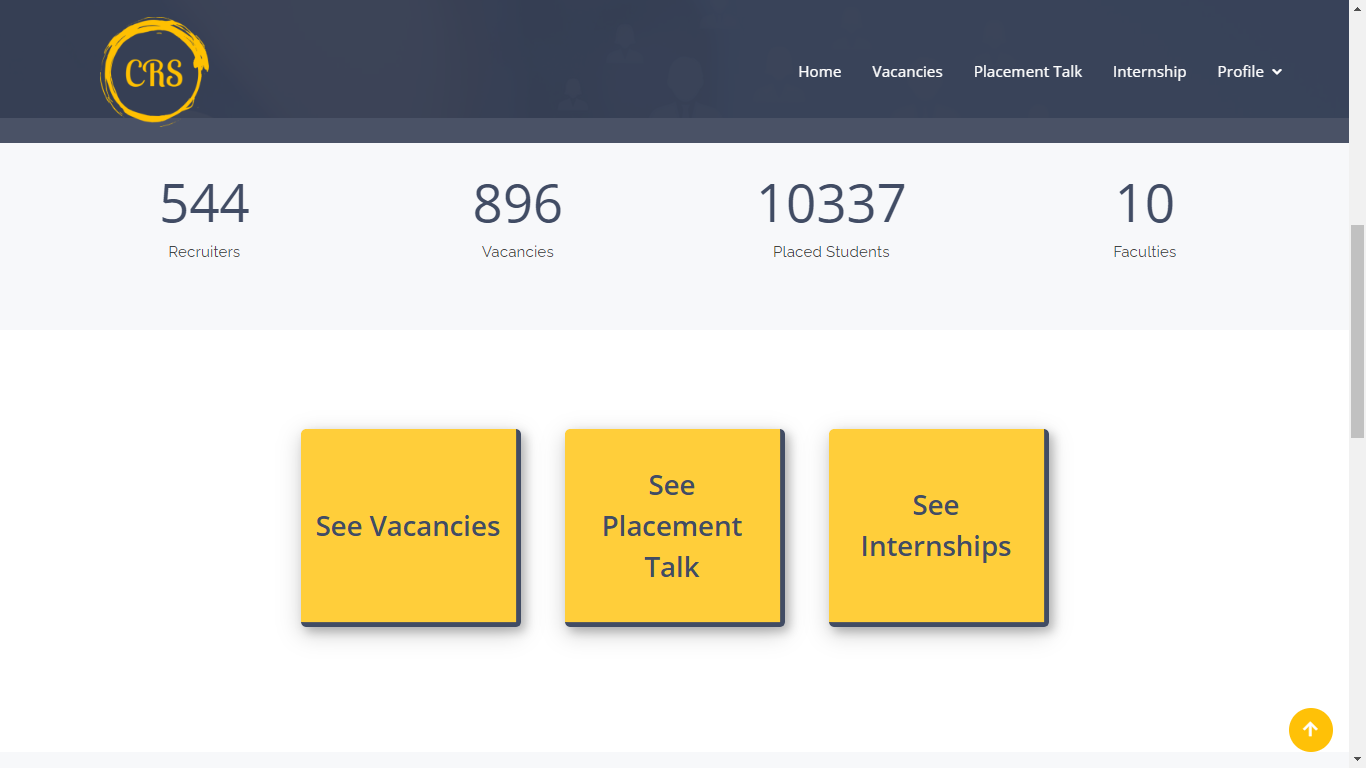 CRS
Home Vacancies Placement Talk Internship Profile
544 896 10337 10
Recruiters Vacancies Placed Students Faculties
See Vacancies
See
Placement
Talk
See
Internships